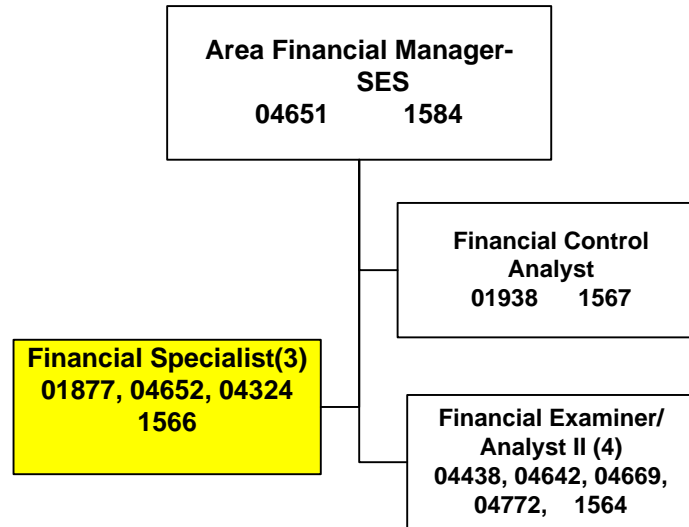 Area Financial Manager-
SES
04651 1584
Financial Control
Analyst
01938 1567
Financial Specialist(3)
01877, 04652, 04324
1566
Financial Examiner/
Analyst II (4)
04438, 04642, 04669,
04772, 1564